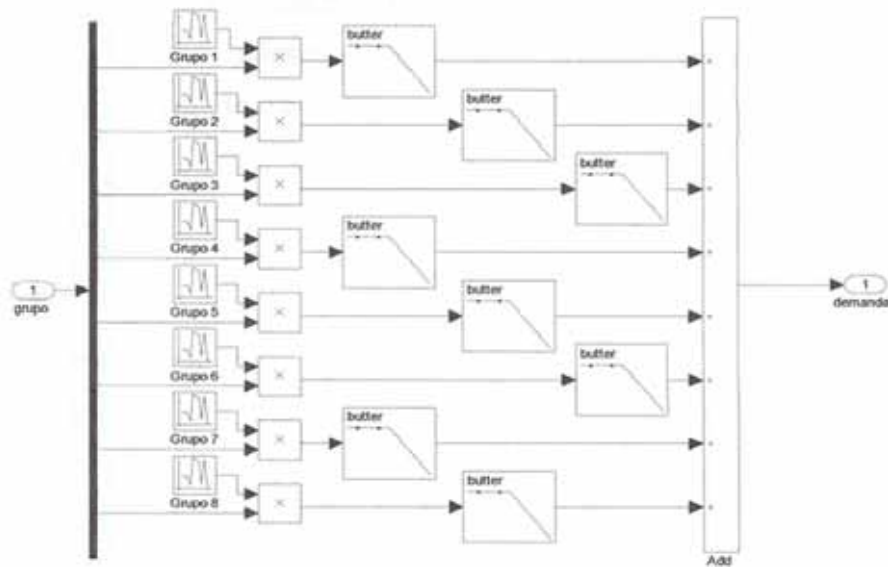 butter
Grupo 1
×
butter
Grupo 2
×
butter
Grupo 3
×
butter
Grupo 4
×
1
grupo
butter
Grupo 5
×
1
demanda
butter
Grupo 6
×
butter
Grupo 7
×
butter
Grupo 8
×
Add